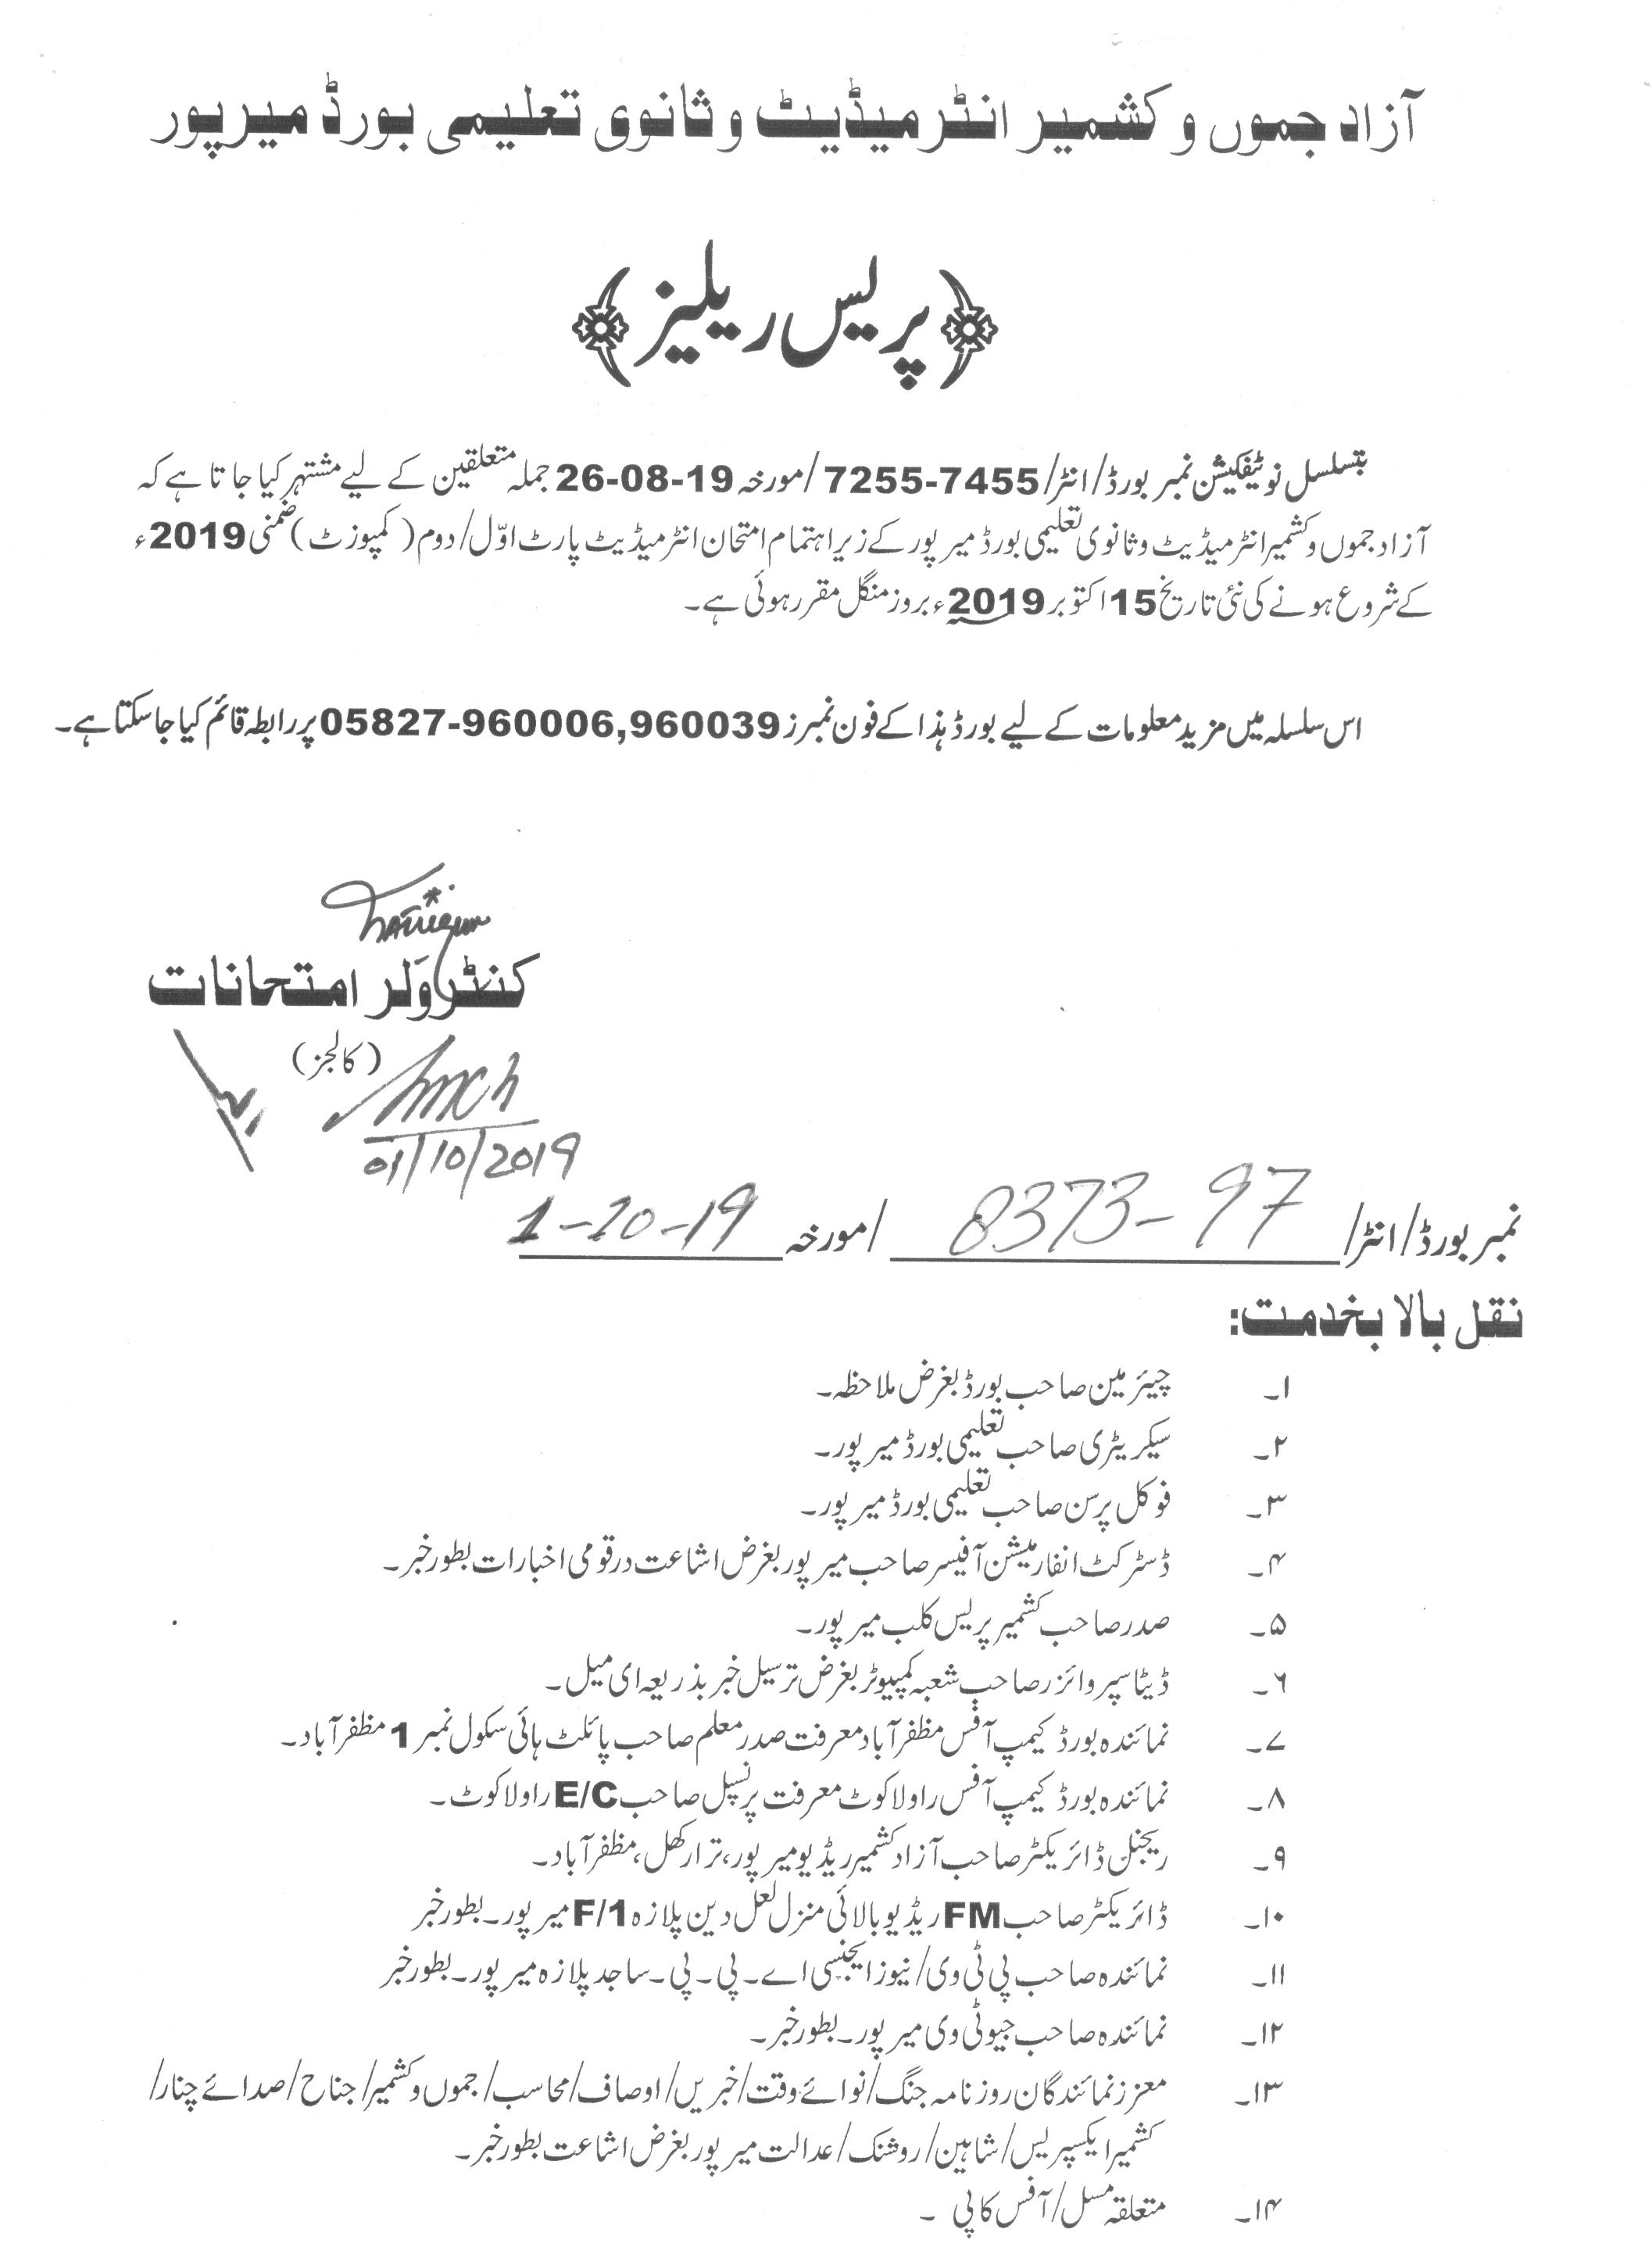 آزاد جموں و کشمیر انٹرمیڈیٹ و ثانوی تعلیمی بورڈ میرپور
﴿پریس ریلیز﴾
بتسلسل نوٹیفکیشن نمبر بورڈ/انٹر/7255-7455/مورخہ 26-08-19 جملہ متعلقین کے لیے مشتہر کیا جاتا ہے کہ
آزاد جموں و کشمیر انٹرمیڈیٹ و ثانوی تعلیمی بورڈ میرپور کے زیر اہتمام امتحان انٹرمیڈیٹ پارٹ اوّل/دوم (کمپوزٹ) ضمنی 2019ء
کے شروع ہونے کی نئی تاریخ 15 اکتوبر 2019ء بروز منگل مقرر ہوئی ہے۔
اس سلسلہ میں مزید معلومات کے لیے بورڈ ہذا کے فون نمبرز 05827-960006,960039 پر رابطہ قائم کیا جاسکتا ہے۔
کنٹرولر امتحانات
(کالجز)
01/10/2019
نمبر بورڈ/انٹر/ 8373-97 /مورخہ 1-10-19
نقل بالا بخدمت:
۱۔ چیئرمین صاحب بورڈ بغرض ملاحظہ۔
۲۔ سیکریٹری صاحب تعلیمی بورڈ میرپور۔
۳۔ فوکل پرسن صاحب تعلیمی بورڈ میرپور۔
۴۔ ڈسٹرکٹ انفارمیشن آفیسر صاحب میرپور بغرض اشاعت در قومی اخبارات بطور خبر۔
۵۔ صدر صاحب کشمیر پریس کلب میرپور۔
۶۔ ڈیٹا سپروائزر صاحب شعبہ کمپیوٹر بغرض ترسیل خبر بذریعہ ای میل۔
۷۔ نمائندہ بورڈ کیمپ آفس مظفرآباد معرفت صدر معلم صاحب پائلٹ ہائی سکول نمبر 1 مظفرآباد۔
۸۔ نمائندہ بورڈ کیمپ آفس راولاکوٹ معرفت پرنسپل صاحب E/C راولاکوٹ۔
۹۔ ریجنل ڈائریکٹر صاحب آزاد کشمیر ریڈیو میرپور، تراڑکھل، مظفرآباد۔
۱۰۔ ڈائریکٹر صاحب FM ریڈیو بالائی منزل لعل دین پلازہ F/1 میرپور۔ بطور خبر
۱۱۔ نمائندہ صاحب پی ٹی وی/نیوز ایجنسی اے۔پی۔پی۔ساجد پلازہ میرپور۔ بطور خبر
۱۲۔ نمائندہ صاحب جیو ٹی وی میرپور۔ بطور خبر۔
۱۳۔ معزز نمائندگان روزنامہ جنگ/نوائے وقت/خبریں/اوصاف/محاسب/جموں و کشمیر/جناح/صدائے چنار/
کشمیر ایکسپریس/شاہین/روشنک/عدالت میرپور بغرض اشاعت بطور خبر۔
۱۴۔ متعلقہ مسل/آفس کاپی ۔